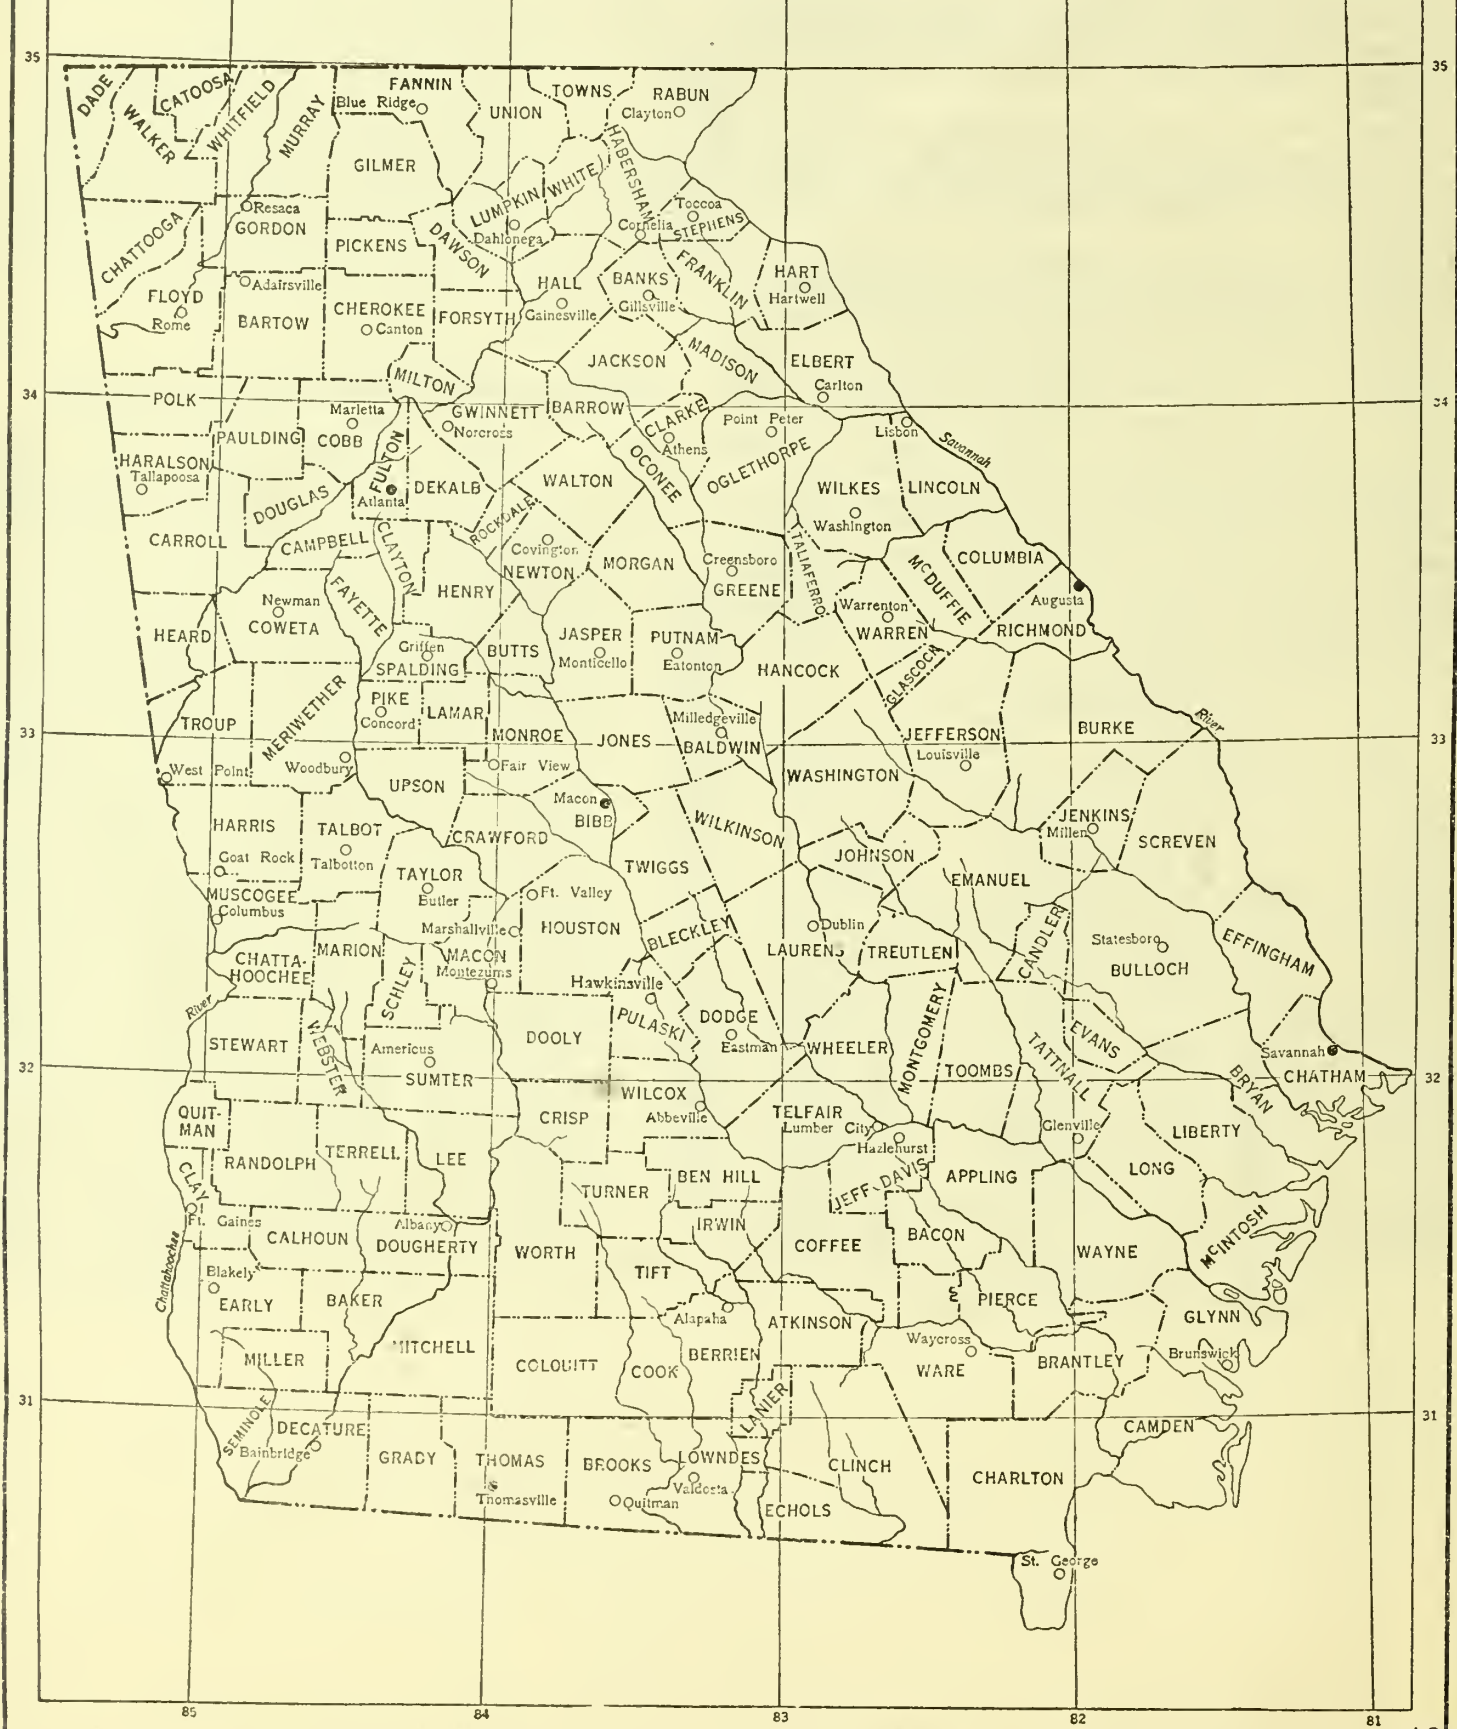 35
35
DADE
WALKER
CATOOSA
WHITFIELD
MURRAY
FANNIN
Blue Ridge
UNION
TOWNS
RABUN
Clayton
GILMER
HABERSHAM
WHITE
LUMPKIN
Dahlonega
Toccoa
STEPHENS
Cornelia
CHATTOOGA
Resaca
GORDON
PICKENS
DAWSON
HALL
Gainesville
BANKS
Gillsville
FRANKLIN
HART
Hartwell
FLOYD
Rome
Adairsville
BARTOW
CHEROKEE
Canton
FORSYTH
JACKSON
MADISON
ELBERT
Carlton
MILTON
34
34
POLK
Marietta
COBB
GWINNETT
Norcross
BARROW
CLARKE
Athens
Point Peter
OGLETHORPE
Lisbon
Savannah
PAULDING
HARALSON
Tallapoosa
FULTON
Atlanta
DEKALB
WALTON
OCONEE
WILKES
Washington
LINCOLN
DOUGLAS
CARROLL
CAMPBELL
CLAYTON
ROCKDALE
Covington
NEWTON
MORGAN
Greensboro
GREENE
TALIAFERRO
MCDUFFIE
COLUMBIA
Augusta
RICHMOND
Newman
COWETA
FAYETTE
HENRY
Warrenton
WARREN
HEARD
Griffen
SPALDING
BUTTS
JASPER
Monticello
PUTNAM
Eatonton
HANCOCK
GLASCOCK
TROUP
MERIWETHER
PIKE
Concord
LAMAR
MONROE
JONES
Milledgeville
BALDWIN
JEFFERSON
Louisville
BURKE
River
33
33
West Point
Woodbury
UPSON
Fair View
WASHINGTON
Macon
BIBB
WILKINSON
JENKINS
Millen
SCREVEN
HARRIS
TALBOT
Talbotton
CRAWFORD
TWIGGS
JOHNSON
EMANUEL
Goat Rock
MUSCOGEE
Columbus
TAYLOR
Butler
Ft. Valley
Marshallville
HOUSTON
BLECKLEY
Dublin
LAURENS
TREUTLEN
CANDLER
Statesboro
BULLOCH
EFFINGHAM
CHATTA-
HOOCHEE
MARION
SCHLEY
MACON
Montezums
Hawkinsville
PULASKI
DODGE
Eastman
River
STEWART
WEBSTER
Americus
SUMTER
DOOLY
WHEELER
MONTGOMERY
TOOMBS
TATTNALL
EVANS
BRYAN
Savannah
CHATHAM
32
32
QUIT-
MAN
CRISP
WILCOX
Abbeville
TELFAIR
Lumber City
Hazlehurst
Glenville
LIBERTY
RANDOLPH
TERRELL
LEE
CLAY
Ft. Gaines
TURNER
BEN HILL
JEFF DAVIS
APPLING
LONG
CALHOUN
Albany
DOUGHERTY
WORTH
IRWIN
COFFEE
BACON
WAYNE
MCINTOSH
Chattahoochee
Blakely
EARLY
BAKER
TIFT
Alapaha
ATKINSON
PIERCE
GLYNN
Brunswick
MILLER
MITCHELL
COLQUITT
COOK
BERRIEN
Waycross
WARE
BRANTLEY
31
31
SEMINOLE
DECATURE
Bainbridge
GRADY
THOMAS
Thomasville
BROOKS
Quitman
LANIER
LOWNDES
Valdosta
CLINCH
ECHOLS
CHARLTON
CAMDEN
St. George
85
84
83
82
81